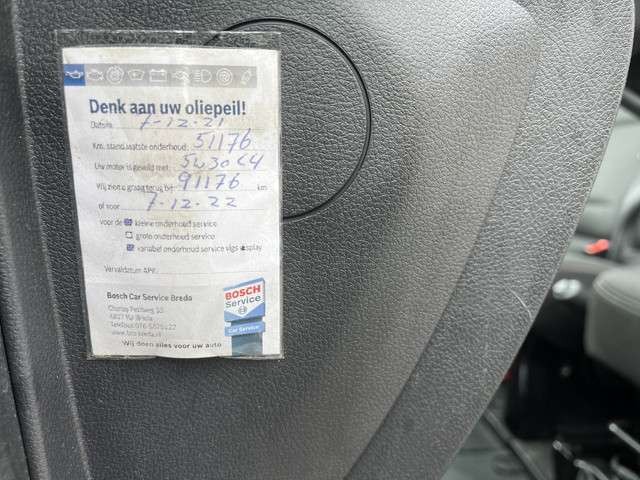 Denk aan uw oliepeil!
Datum 7-12-21
Km. stand laatste onderhoud: 51176
Uw motor is gevuld met: 5W30 C4
Wij zien u graag terug bij: 91176 km
of voor 7-12-22
voor de kleine onderhoud service
grote onderhoud service
variabel onderhoud service vlgs display
Vervaldatum APK:
Bosch Car Service Breda
4827 Breda
BOSCH
Service
Car Service
Wij doen alles voor uw auto